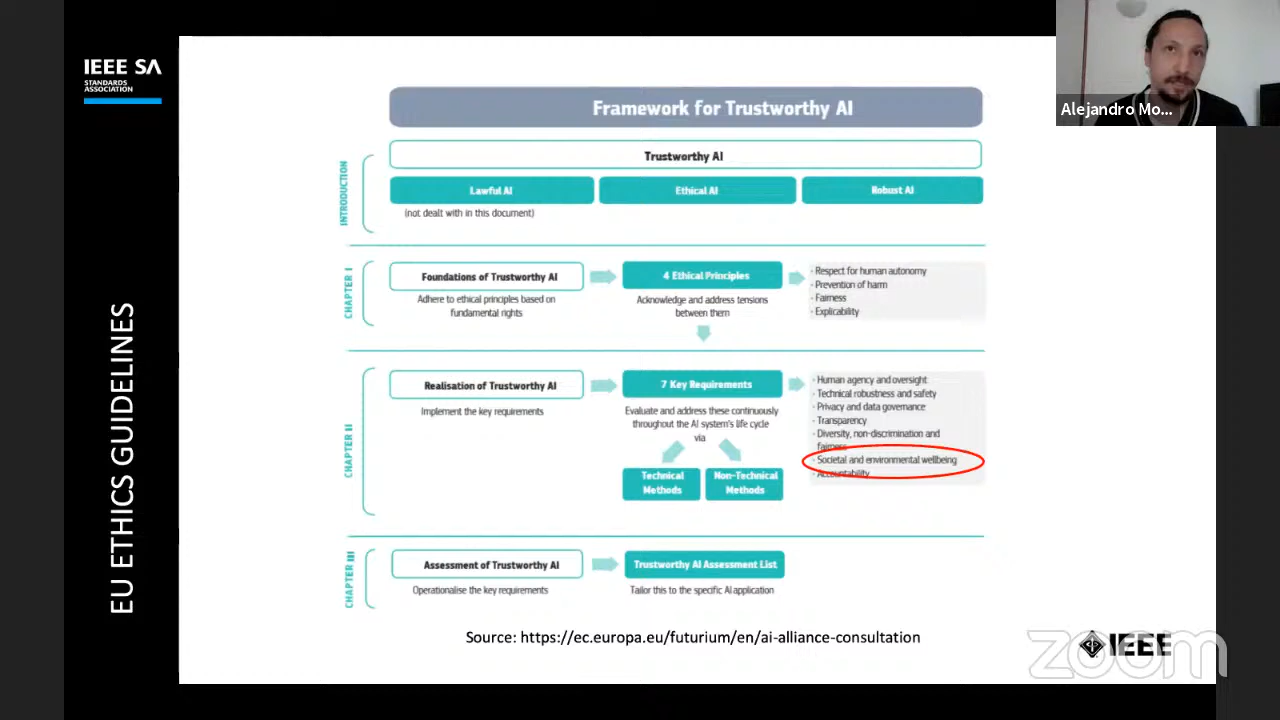 IEEE SA
STANDARDS
ASSOCIATION
EU ETHICS GUIDELINES
Alejandro Mo...
Framework for Trustworthy AI
Trustworthy AI
INTRODUCTION
Lawful AI
Ethical AI
Robust AI
(not dealt with in this document)
CHAPTER I
Foundations of Trustworthy AI
Adhere to ethical principles based on
fundamental rights
4 Ethical Principles
Acknowledge and address tensions
between them
· Respect for human autonomy
· Prevention of harm
· Fairness
· Explicability
CHAPTER II
Realisation of Trustworthy AI
Implement the key requirements
7 Key Requirements
Evaluate and address these continuously
throughout the AI system's life cycle
via
Technical
Methods
Non-Technical
Methods
· Human agency and oversight
· Technical robustness and safety
· Privacy and data governance
· Transparency
· Diversity, non-discrimination and
fairness
· Societal and environmental wellbeing
· Accountability
CHAPTER III
Assessment of Trustworthy AI
Operationalise the key requirements
Trustworthy AI Assessment List
Tailor this to the specific AI application
Source: https://ec.europa.eu/futurium/en/ai-alliance-consultation
IEEE
zoom